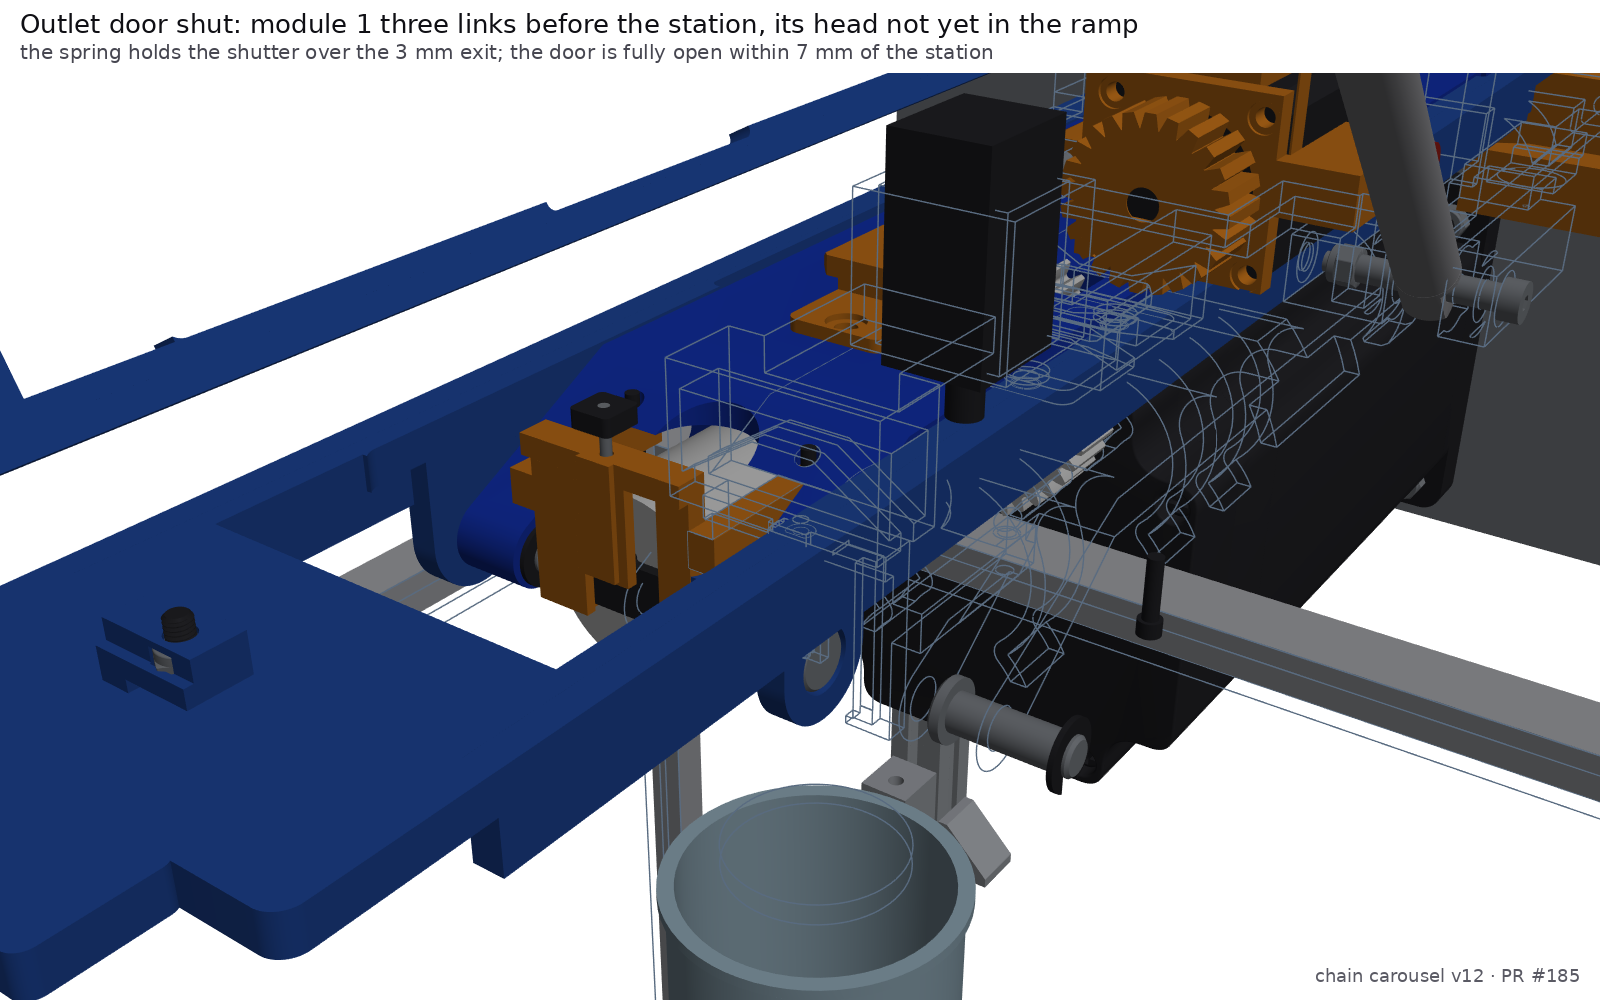 Outlet door shut: module 1 three links before the station, its head not yet in the ramp
the spring holds the shutter over the 3 mm exit; the door is fully open within 7 mm of the station
chain carousel v12 · PR #185